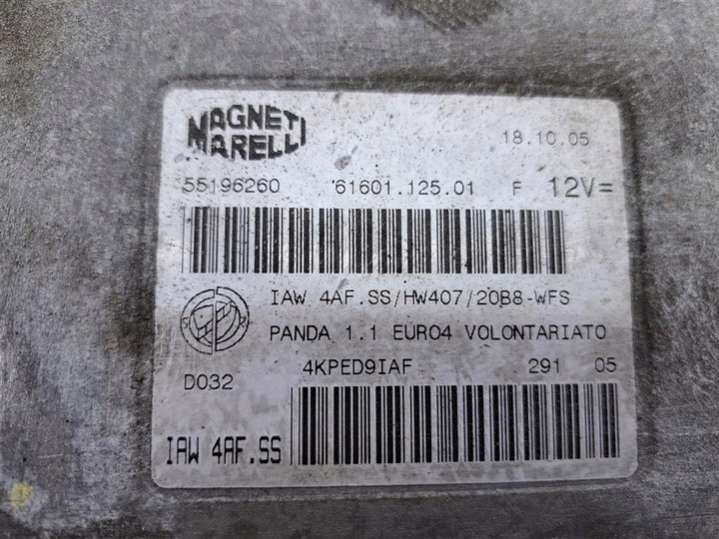 MAGNETI
MARELLI
18.10.05
55196260 61601.125.01 F 12V=
IAW 4AF.SS/HW407/20B8-WFS
PANDA 1.1 EURO4 VOLONTARIATO
4KPED9IAF 291 05
D032
IAW 4AF.SS